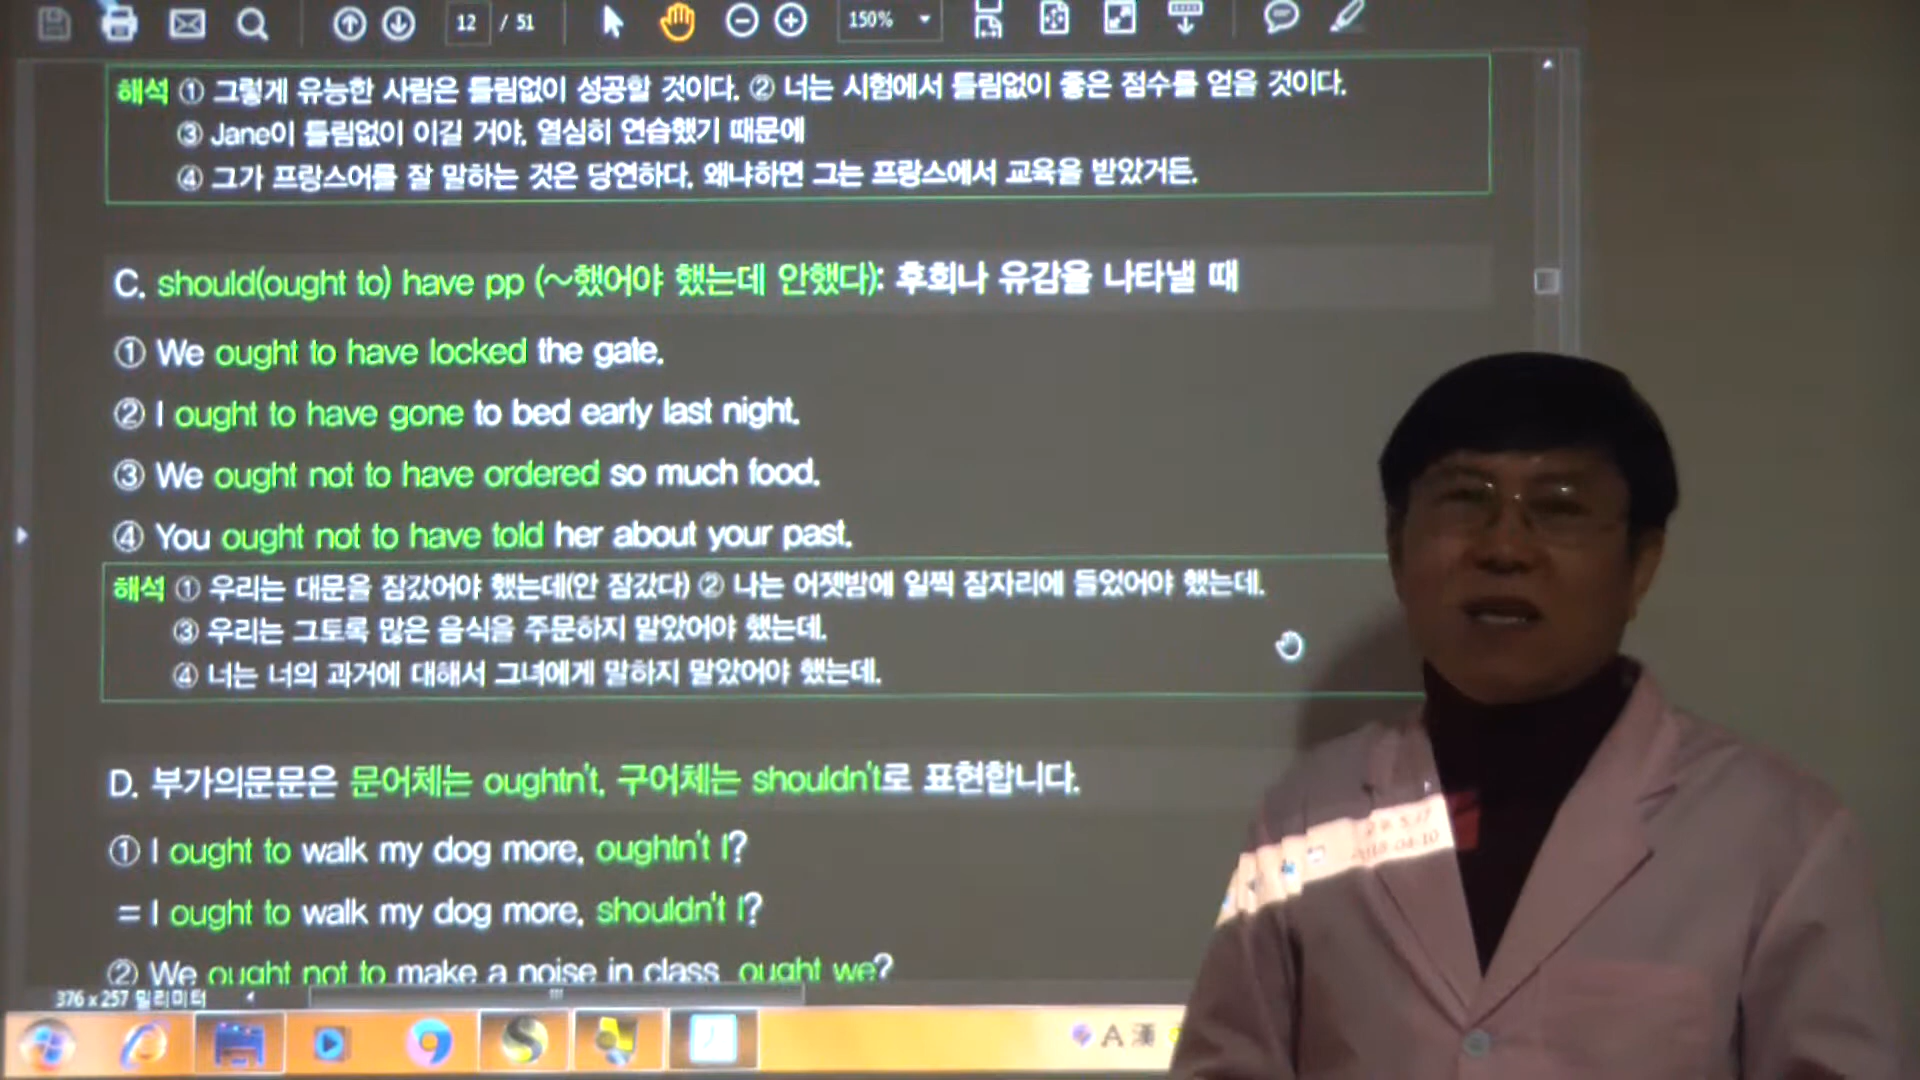 12 / 51
150%
해석 ① 그렇게 유능한 사람은 틀림없이 성공할 것이다. ② 너는 시험에서 틀림없이 좋은 점수를 얻을 것이다.
③ Jane이 틀림없이 이길 거야, 열심히 연습했기 때문에
④ 그가 프랑스어를 잘 말하는 것은 당연하다. 왜냐하면 그는 프랑스에서 교육을 받았거든.
C. should(ought to) have pp (~했어야 했는데 안했다): 후회나 유감을 나타낼 때
① We ought to have locked the gate.
② I ought to have gone to bed early last night.
③ We ought not to have ordered so much food.
④ You ought not to have told her about your past.
해석 ① 우리는 대문을 잠갔어야 했는데(안 잠갔다) ② 나는 어젯밤에 일찍 잠자리에 들었어야 했는데.
③ 우리는 그토록 많은 음식을 주문하지 말았어야 했는데.
④ 너는 너의 과거에 대해서 그녀에게 말하지 말았어야 했는데.
D. 부가의문문은 문어체는 oughtn't, 구어체는 shouldn't로 표현합니다.
① I ought to walk my dog more, oughtn't I?
= I ought to walk my dog more, shouldn't I?
② We ought not to make a noise in class, ought we?
376 x 257 밀리미터
A 漢